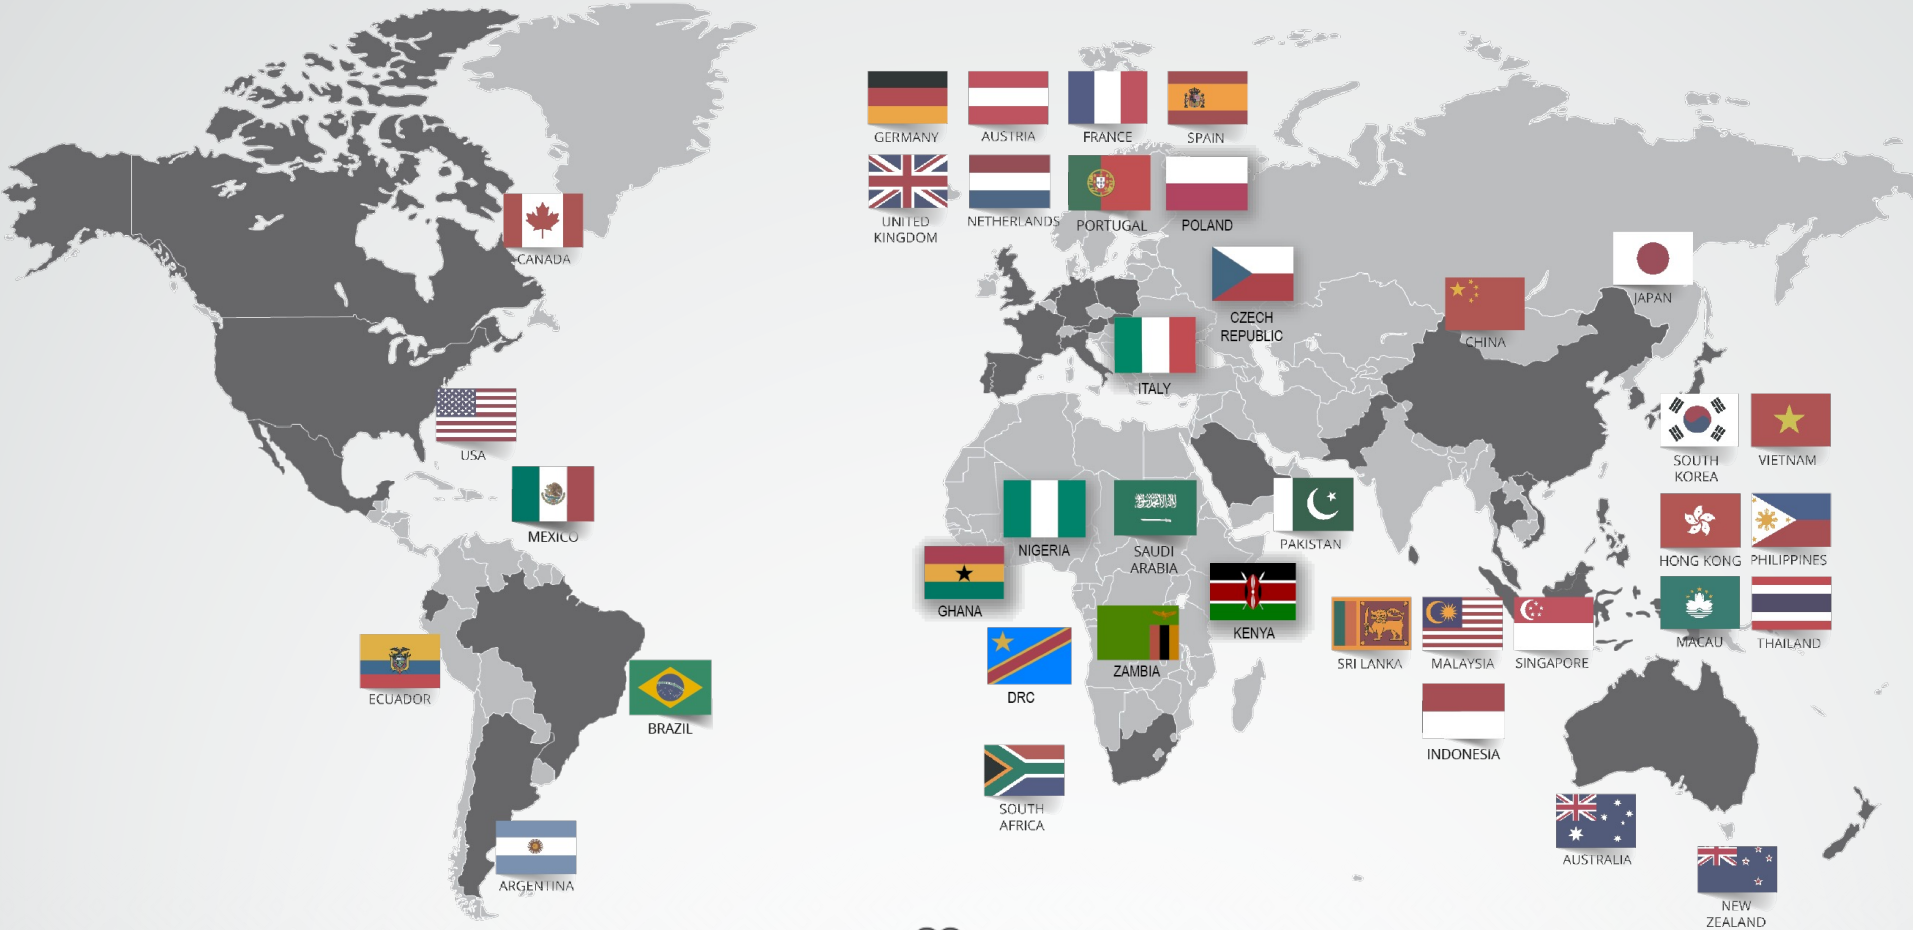 GERMANY
AUSTRIA
FRANCE
SPAIN
UNITED
KINGDOM
NETHERLANDS
PORTUGAL
POLAND
CANADA
CZECH
REPUBLIC
JAPAN
CHINA
ITALY
USA
SOUTH
KOREA
VIETNAM
MEXICO
NIGERIA
SAUDI
ARABIA
PAKISTAN
HONG KONG
PHILIPPINES
GHANA
KENYA
ECUADOR
BRAZIL
DRC
ZAMBIA
SRI LANKA
MALAYSIA
SINGAPORE
MACAU
THAILAND
INDONESIA
SOUTH
AFRICA
ARGENTINA
AUSTRALIA
NEW
ZEALAND